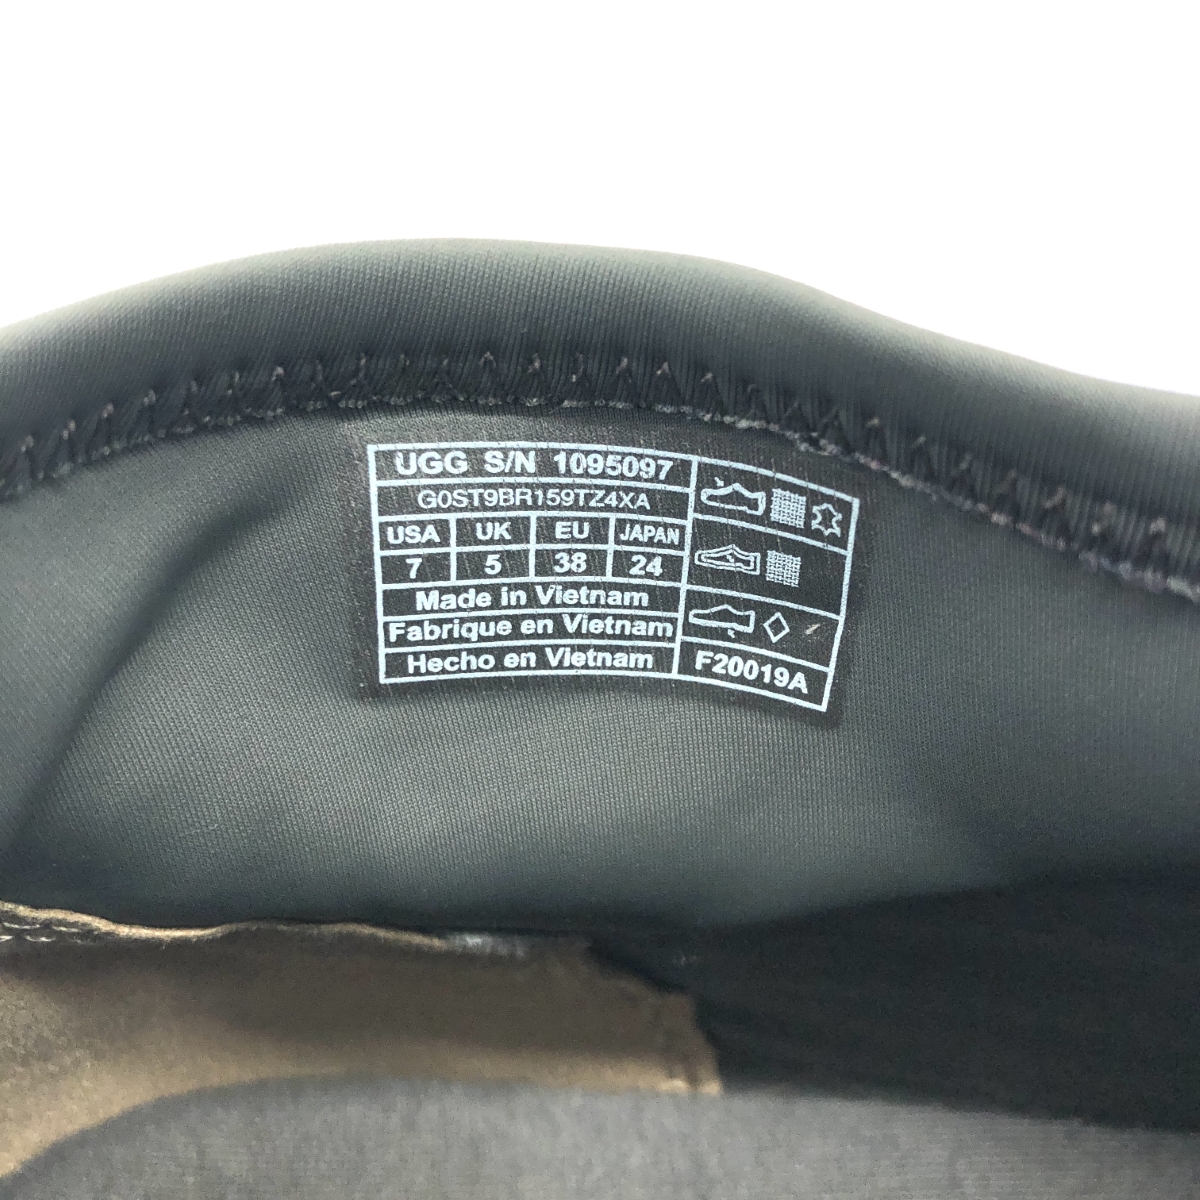 UGG S/N 1095097
G0ST9BR159TZ4XA
USA UK EU JAPAN
7 5 38 24
Made in Vietnam
Fabrique en Vietnam
Hecho en Vietnam
F20019A